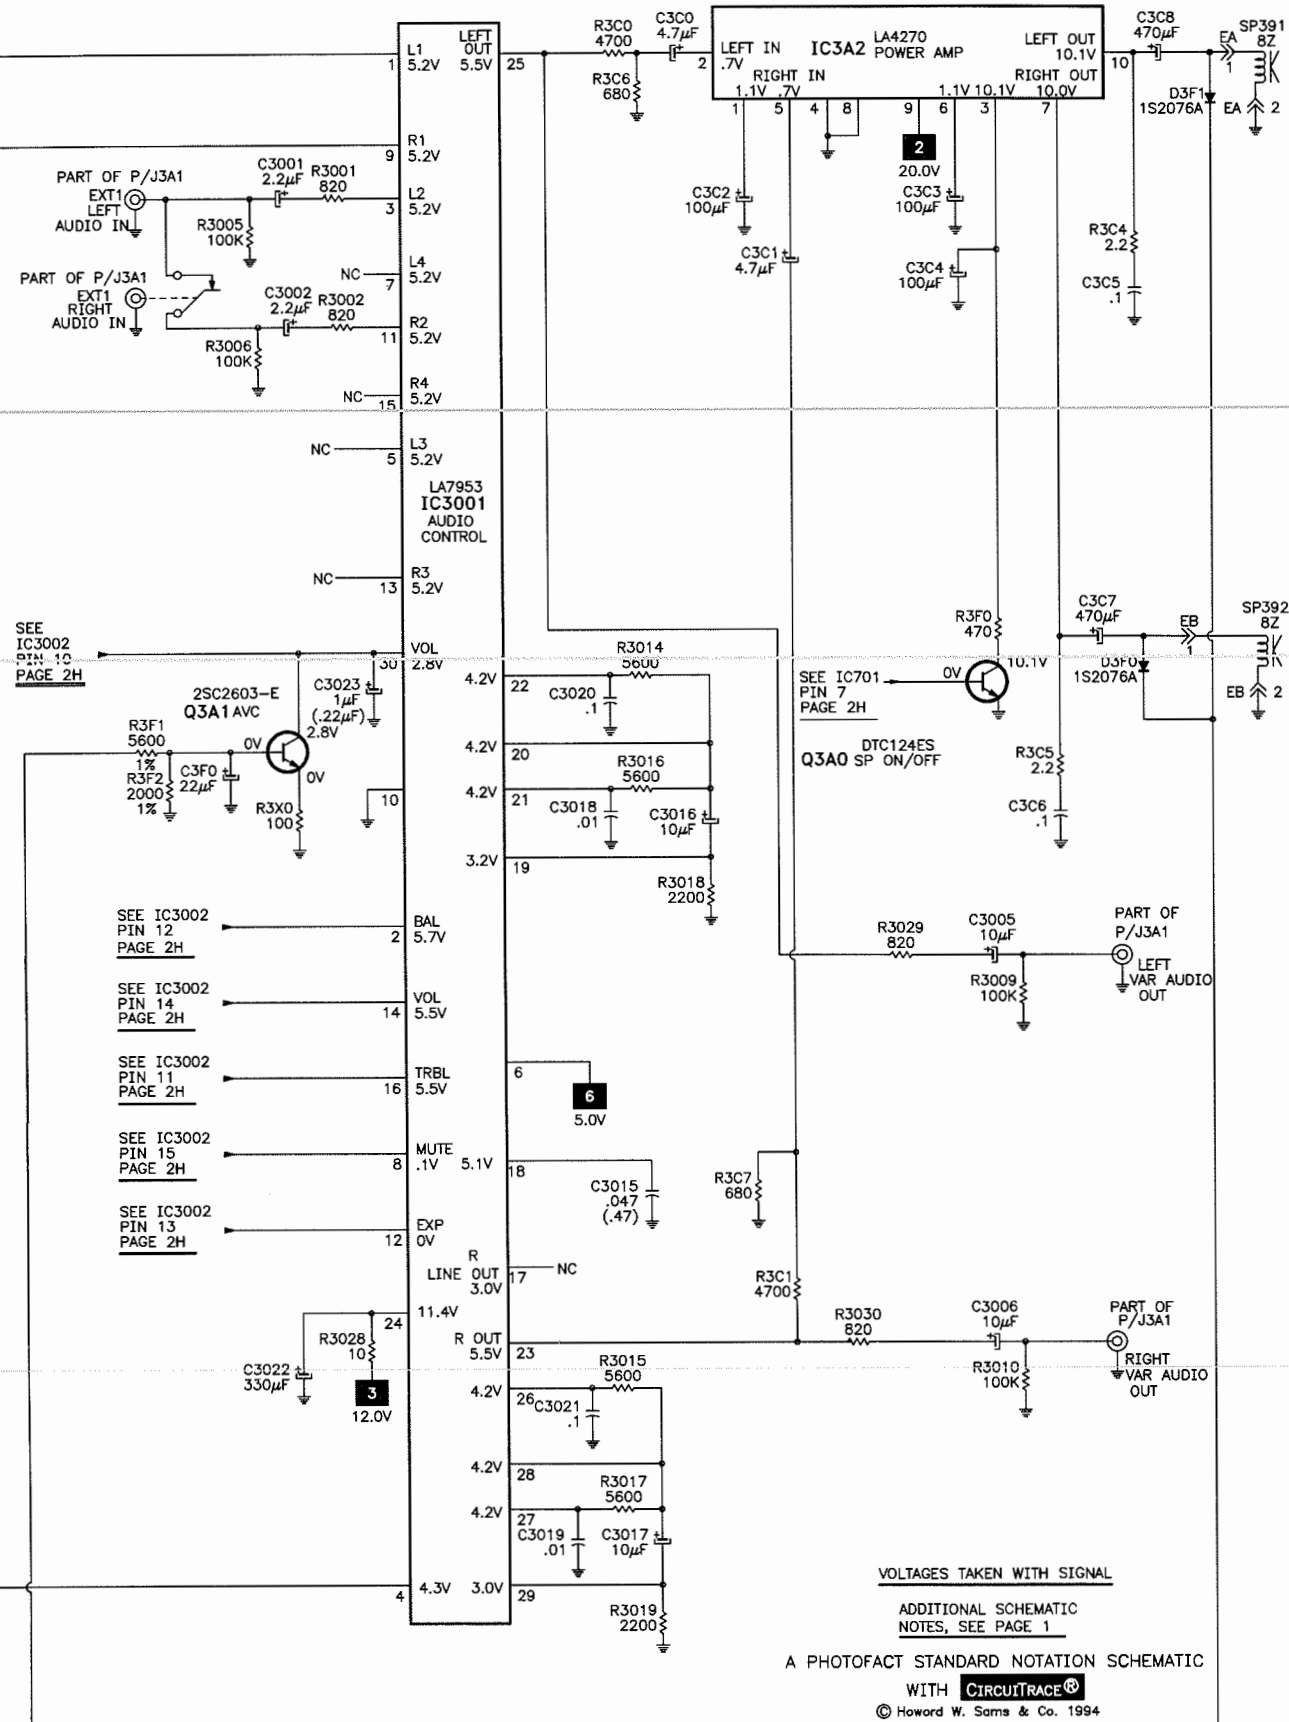 L1
5.2V
1
LEFT
OUT
5.5V
25
R3C0
4700
C3C0
4.7µF
R3C6
680
2
LEFT IN
.7V
IC3A2
LA4270
POWER AMP
RIGHT IN
1.1V .7V
1.1V 10.1V
LEFT OUT
10.1V
RIGHT OUT
10.0V
1
5
4
8
9
6
3
7
10
C3C8
470µF
EA
1
SP391
8Z
D3F1
1S2076A
EA
2
2
20.0V
C3C2
100µF
C3C3
100µF
C3C1
4.7µF
C3C4
100µF
R3C4
2.2
C3C5
.1
9
R1
5.2V
PART OF P/J3A1
EXT1
LEFT
AUDIO IN
C3001
2.2µF
R3001
820
R3005
100K
3
L2
5.2V
PART OF P/J3A1
EXT1
RIGHT
AUDIO IN
NC
7
L4
5.2V
C3002
2.2µF
R3002
820
R3006
100K
11
R2
5.2V
NC
15
R4
5.2V
NC
5
L3
5.2V
LA7953
IC3001
AUDIO
CONTROL
NC
13
R3
5.2V
SEE
IC3002
PIN 10
PAGE 2H
30
VOL
2.8V
C3023
1µF
(.22µF)
2SC2603-E
Q3A1 AVC
2.8V
0V
0V
R3F1
5600
1%
R3F2
2000
1%
C3F0
22µF
R3X0
100
10
4.2V
22
C3020
.1
R3014
5600
4.2V
20
4.2V
21
R3016
5600
C3018
.01
C3016
10µF
3.2V
19
R3018
2200
R3F0
470
SEE IC701
PIN 7
PAGE 2H
0V
10.1V
DTC124ES
Q3A0 SP ON/OFF
C3C7
470µF
EB
1
SP392
8Z
D3F0
1S2076A
EB
2
R3C5
2.2
C3C6
.1
SEE IC3002
PIN 12
PAGE 2H
2
BAL
5.7V
R3029
820
C3005
10µF
R3009
100K
PART OF
P/J3A1
LEFT
VAR AUDIO
OUT
SEE IC3002
PIN 14
PAGE 2H
14
VOL
5.5V
SEE IC3002
PIN 11
PAGE 2H
16
TRBL
5.5V
6
6
5.0V
SEE IC3002
PIN 15
PAGE 2H
8
MUTE
.1V
5.1V
18
C3015
.047
(.47)
R3C7
680
SEE IC3002
PIN 13
PAGE 2H
12
EXP
0V
R
LINE OUT
3.0V
17
NC
R3C1
4700
24
11.4V
R3028
10
C3022
330µF
3
12.0V
R OUT
5.5V
23
R3030
820
C3006
10µF
R3010
100K
PART OF
P/J3A1
RIGHT
VAR AUDIO
OUT
4.2V
26
C3021
.1
R3015
5600
4.2V
28
4.2V
27
R3017
5600
C3019
.01
C3017
10µF
4
4.3V
3.0V
29
R3019
2200
VOLTAGES TAKEN WITH SIGNAL
ADDITIONAL SCHEMATIC
NOTES, SEE PAGE 1
A PHOTOFACT STANDARD NOTATION SCHEMATIC
WITH CIRCUITRACE®
© Howard W. Sams & Co. 1994